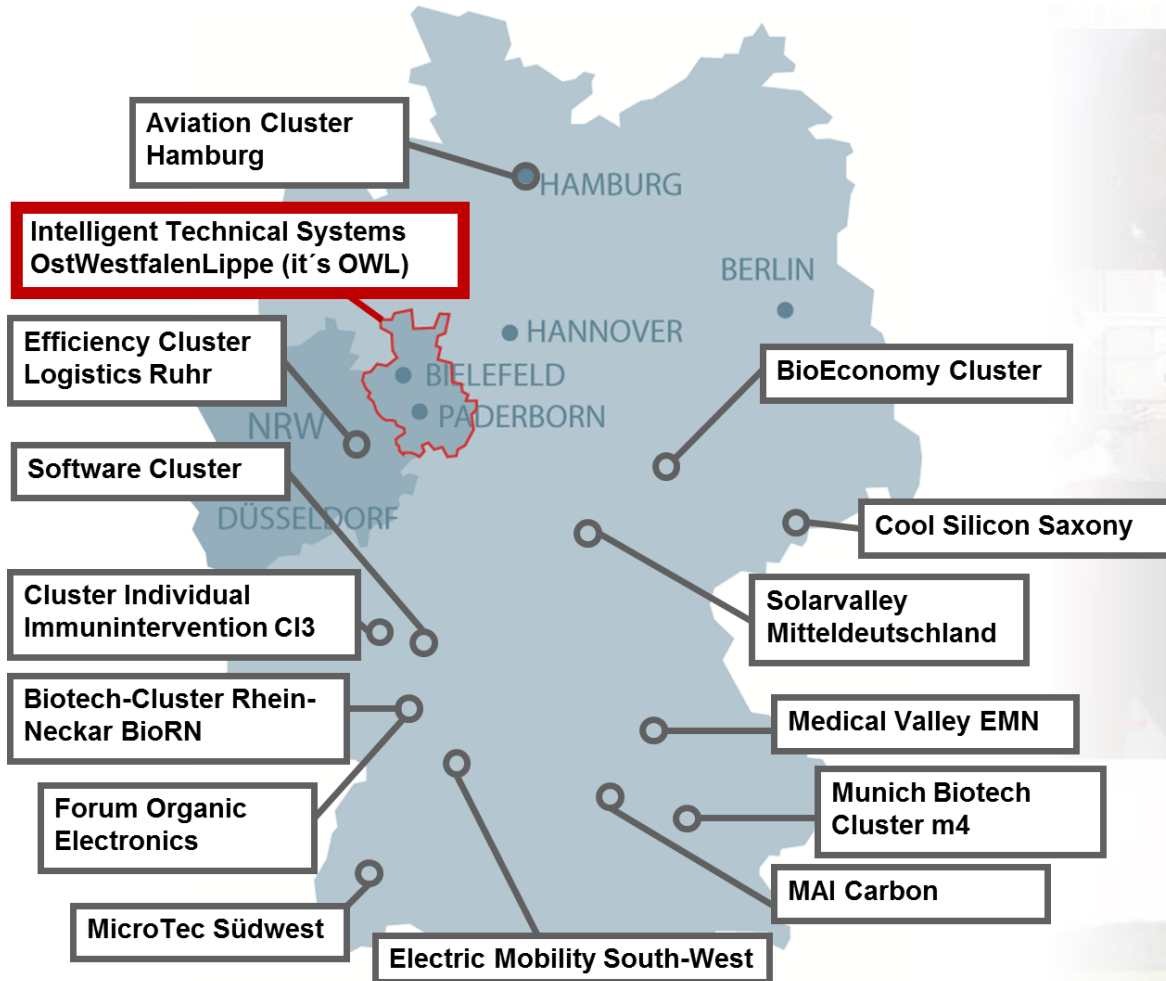 Aviation Cluster
Hamburg
HAMBURG
Intelligent Technical Systems
OstWestfalenLippe (it´s OWL)
BERLIN
HANNOVER
Efficiency Cluster
Logistics Ruhr
BIELEFELD
BioEconomy Cluster
PADERBORN
NRW
Software Cluster
DÜSSELDORF
Cool Silicon Saxony
Cluster Individual
Immunintervention CI3
Solarvalley
Mitteldeutschland
Biotech-Cluster Rhein-
Neckar BioRN
Medical Valley EMN
Forum Organic
Electronics
Munich Biotech
Cluster m4
MAI Carbon
MicroTec Südwest
Electric Mobility South-West